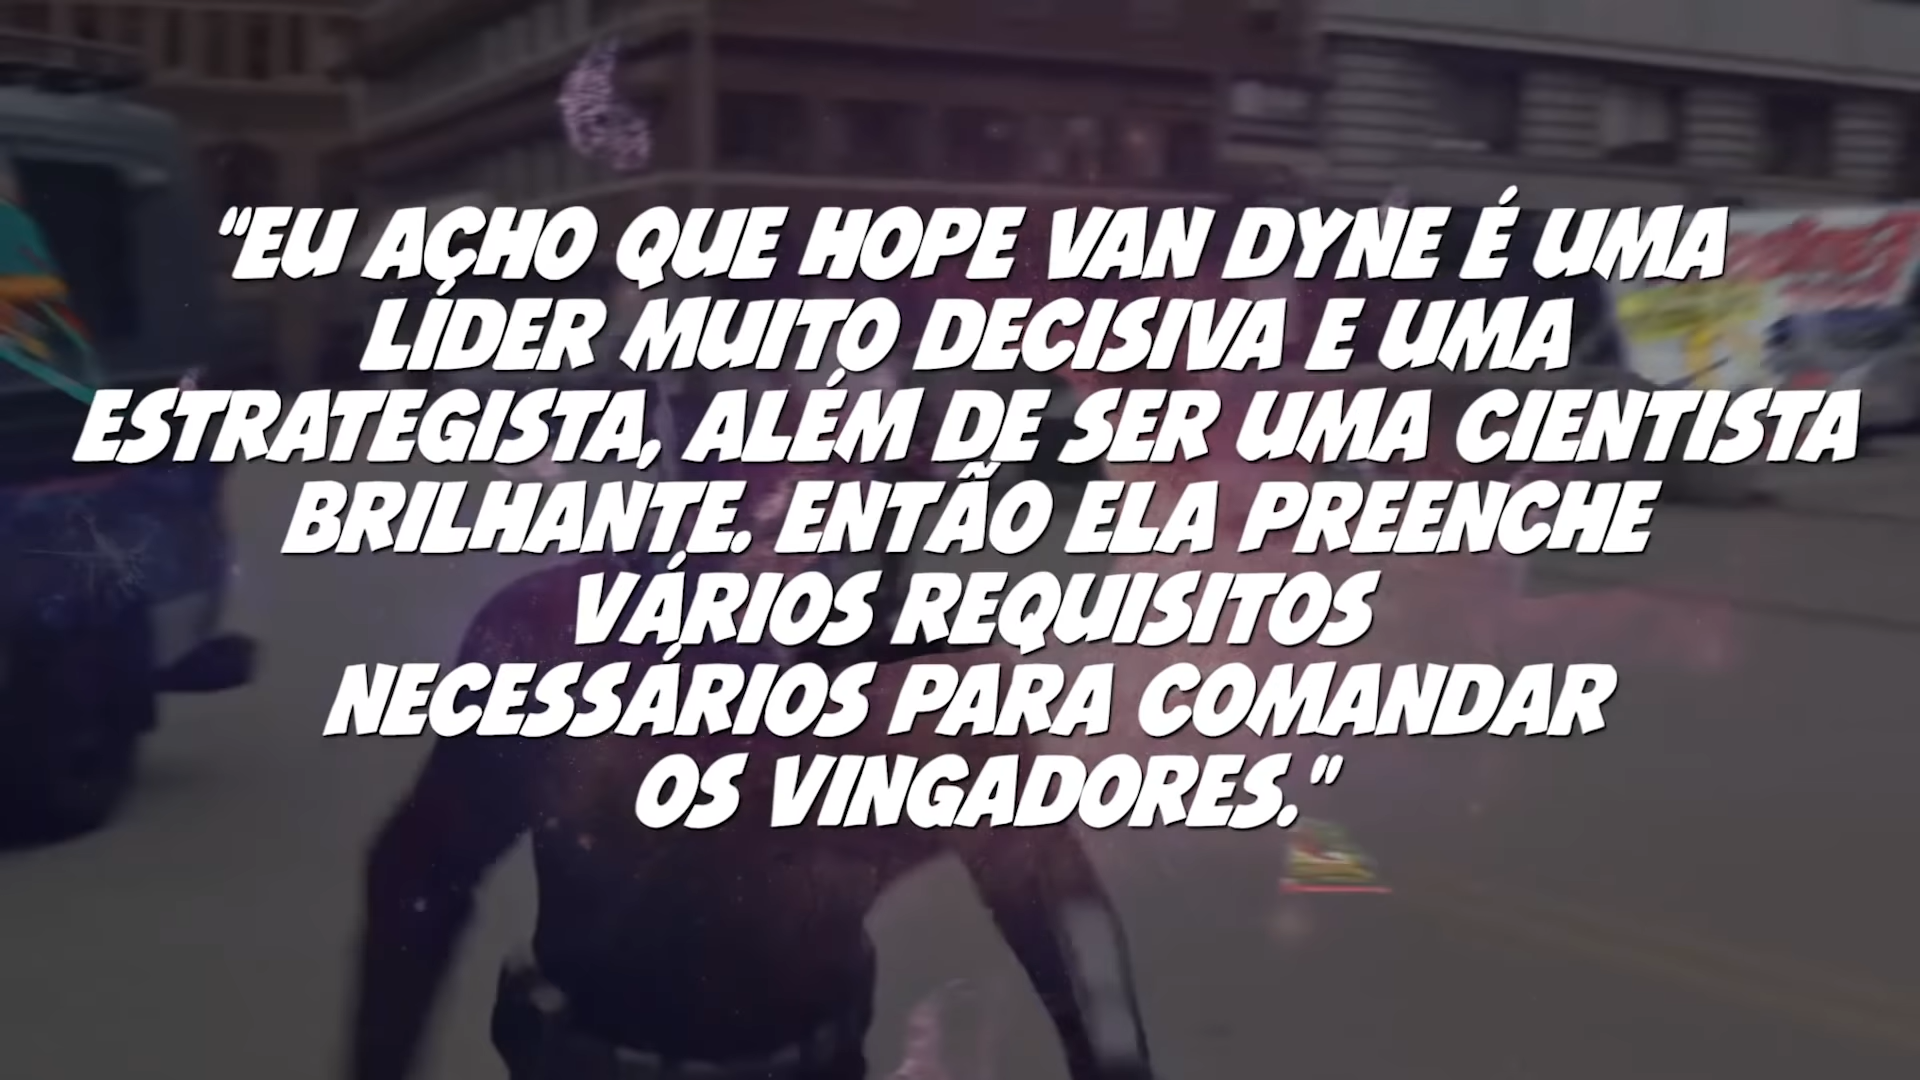 "EU ACHO QUE HOPE VAN DYNE É UMA
LÍDER MUITO DECISIVA E UMA
ESTRATEGISTA, ALÉM DE SER UMA CIENTISTA
BRILHANTE. ENTÃO ELA PREENCHE
VÁRIOS REQUISITOS
NECESSÁRIOS PARA COMANDAR
OS VINGADORES."